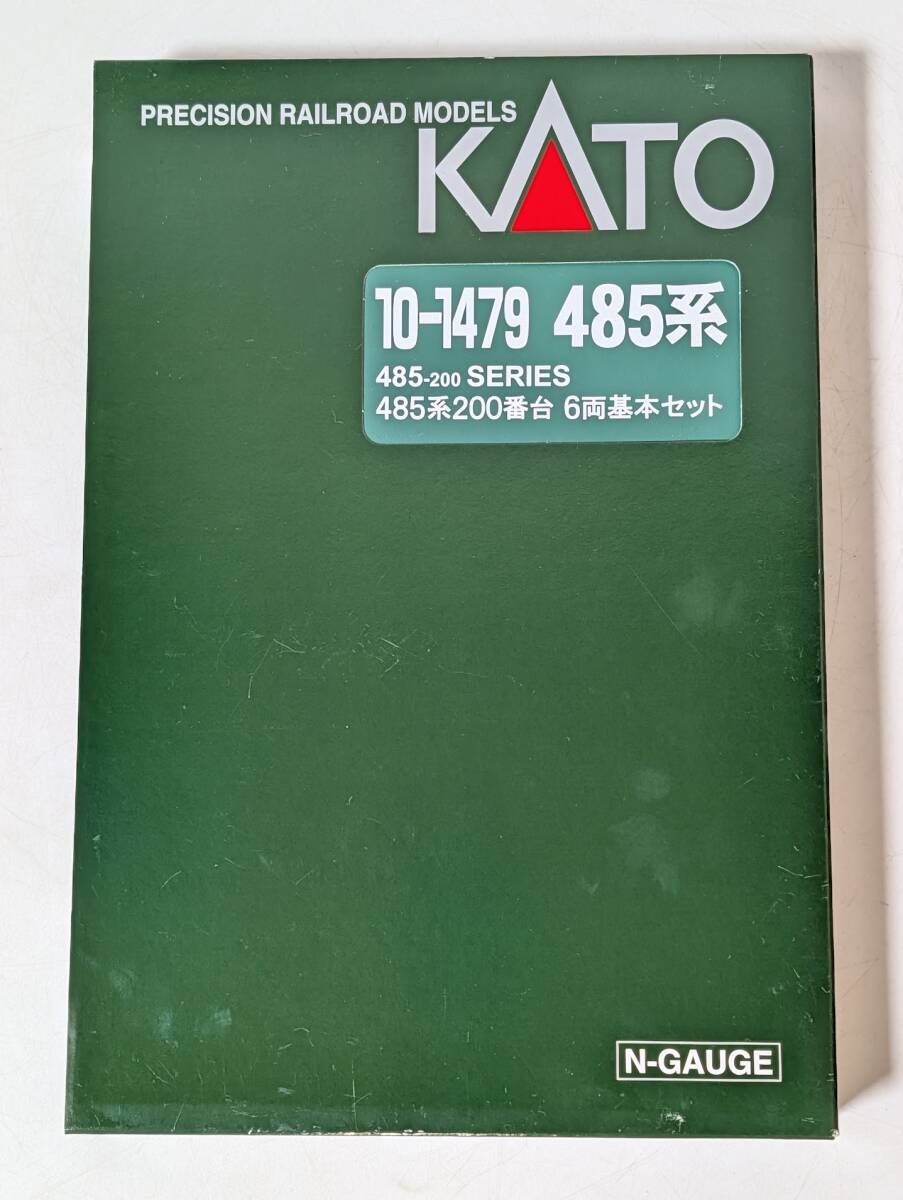 PRECISION RAILROAD MODELS
KATO
10-1479 485系
485-200 SERIES
485系200番台 6両基本セット
N-GAUGE